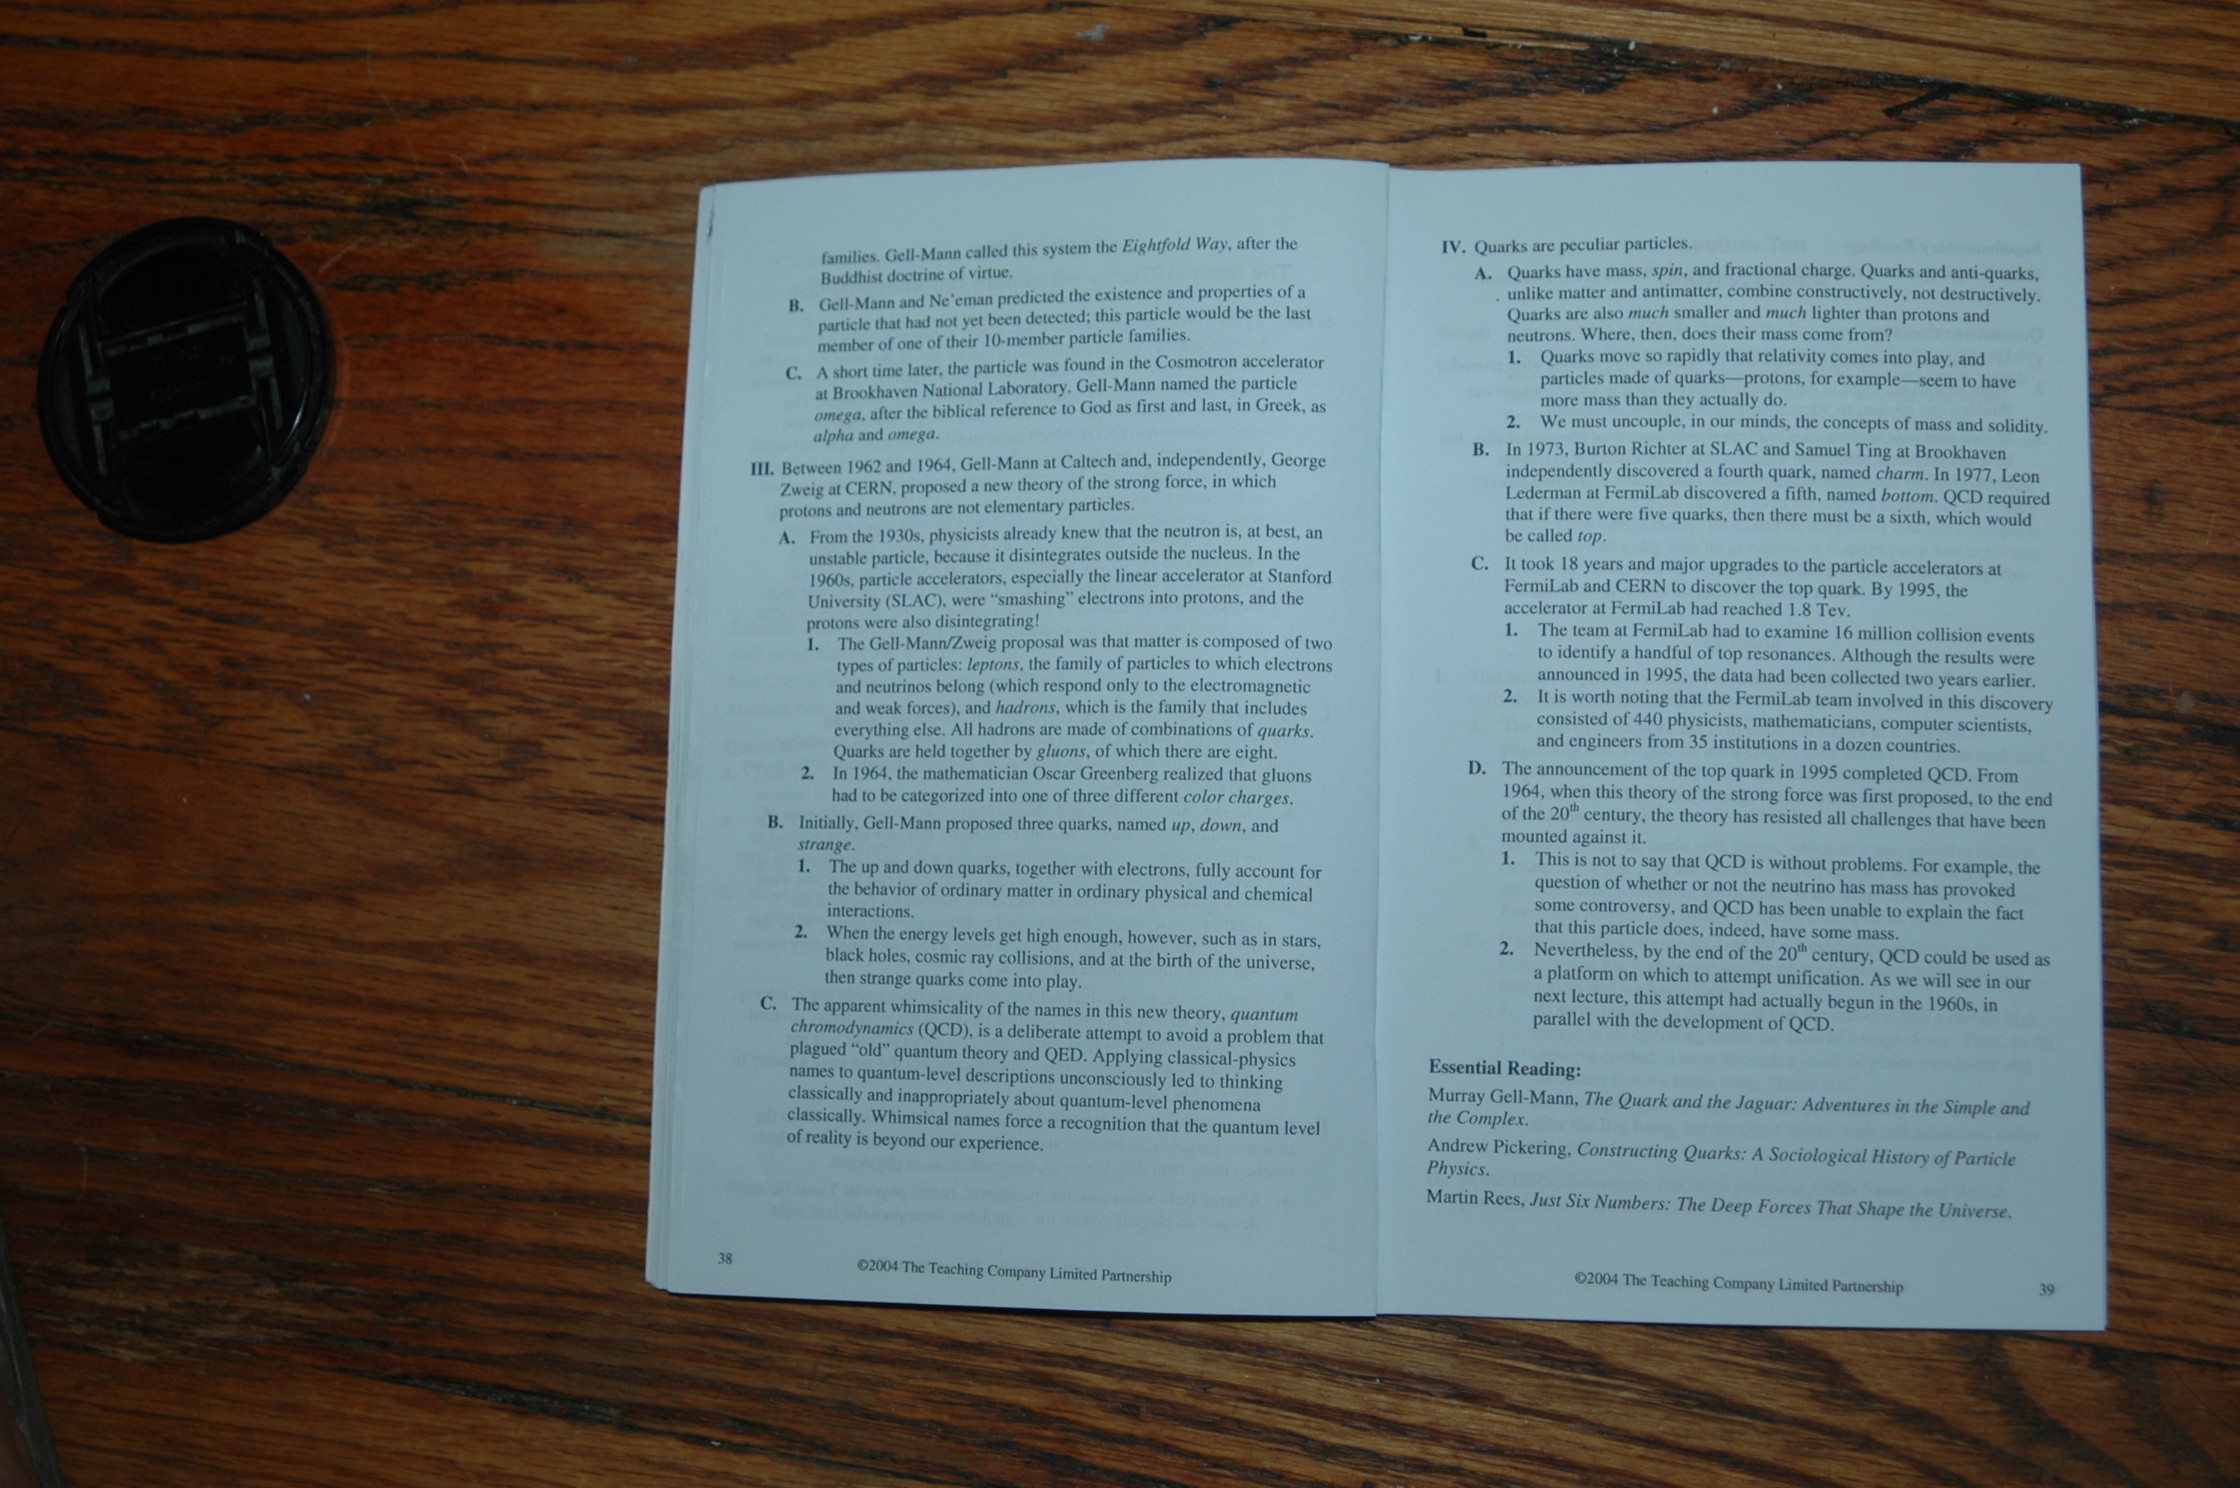 families. Gell-Mann called this system the Eightfold Way, after the
Buddhist doctrine of virtue.
B. Gell-Mann and Ne'eman predicted the existence and properties of a
particle that had not yet been detected; this particle would be the last
member of one of their 10-member particle families.
C. A short time later, the particle was found in the Cosmotron accelerator
at Brookhaven National Laboratory. Gell-Mann named the particle
omega, after the biblical reference to God as first and last, in Greek, as
alpha and omega.
III. Between 1962 and 1964, Gell-Mann at Caltech and, independently, George
Zweig at CERN, proposed a new theory of the strong force, in which
protons and neutrons are not elementary particles.
A. From the 1930s, physicists already knew that the neutron is, at best, an
unstable particle, because it disintegrates outside the nucleus. In the
1960s, particle accelerators, especially the linear accelerator at Stanford
University (SLAC), were "smashing" electrons into protons, and the
protons were also disintegrating!
1. The Gell-Mann/Zweig proposal was that matter is composed of two
types of particles: leptons, the family of particles to which electrons
and neutrinos belong (which respond only to the electromagnetic
and weak forces), and hadrons, which is the family that includes
everything else. All hadrons are made of combinations of quarks.
Quarks are held together by gluons, of which there are eight.
2. In 1964, the mathematician Oscar Greenberg realized that gluons
had to be categorized into one of three different color charges.
B. Initially, Gell-Mann proposed three quarks, named up, down, and
strange.
1. The up and down quarks, together with electrons, fully account for
the behavior of ordinary matter in ordinary physical and chemical
interactions.
2. When the energy levels get high enough, however, such as in stars,
black holes, cosmic ray collisions, and at the birth of the universe,
then strange quarks come into play.
C. The apparent whimsicality of the names in this new theory, quantum
chromodynamics (QCD), is a deliberate attempt to avoid a problem that
plagued "old" quantum theory and QED. Applying classical-physics
names to quantum-level descriptions unconsciously led to thinking
classically and inappropriately about quantum-level phenomena
classically. Whimsical names force a recognition that the quantum level
of reality is beyond our experience.
38
©2004 The Teaching Company Limited Partnership
IV. Quarks are peculiar particles.
A. Quarks have mass, spin, and fractional charge. Quarks and anti-quarks,
unlike matter and antimatter, combine constructively, not destructively.
Quarks are also much smaller and much lighter than protons and
neutrons. Where, then, does their mass come from?
1. Quarks move so rapidly that relativity comes into play, and
particles made of quarks—protons, for example—seem to have
more mass than they actually do.
2. We must uncouple, in our minds, the concepts of mass and solidity.
B. In 1973, Burton Richter at SLAC and Samuel Ting at Brookhaven
independently discovered a fourth quark, named charm. In 1977, Leon
Lederman at FermiLab discovered a fifth, named bottom. QCD required
that if there were five quarks, then there must be a sixth, which would
be called top.
C. It took 18 years and major upgrades to the particle accelerators at
FermiLab and CERN to discover the top quark. By 1995, the
accelerator at FermiLab had reached 1.8 Tev.
1. The team at FermiLab had to examine 16 million collision events
to identify a handful of top resonances. Although the results were
announced in 1995, the data had been collected two years earlier.
2. It is worth noting that the FermiLab team involved in this discovery
consisted of 440 physicists, mathematicians, computer scientists,
and engineers from 35 institutions in a dozen countries.
D. The announcement of the top quark in 1995 completed QCD. From
1964, when this theory of the strong force was first proposed, to the end
of the 20th century, the theory has resisted all challenges that have been
mounted against it.
1. This is not to say that QCD is without problems. For example, the
question of whether or not the neutrino has mass has provoked
some controversy, and QCD has been unable to explain the fact
that this particle does, indeed, have some mass.
2. Nevertheless, by the end of the 20th century, QCD could be used as
a platform on which to attempt unification. As we will see in our
next lecture, this attempt had actually begun in the 1960s, in
parallel with the development of QCD.
Essential Reading:
Murray Gell-Mann, The Quark and the Jaguar: Adventures in the Simple and
the Complex.
Andrew Pickering, Constructing Quarks: A Sociological History of Particle
Physics.
Martin Rees, Just Six Numbers: The Deep Forces That Shape the Universe.
©2004 The Teaching Company Limited Partnership
39